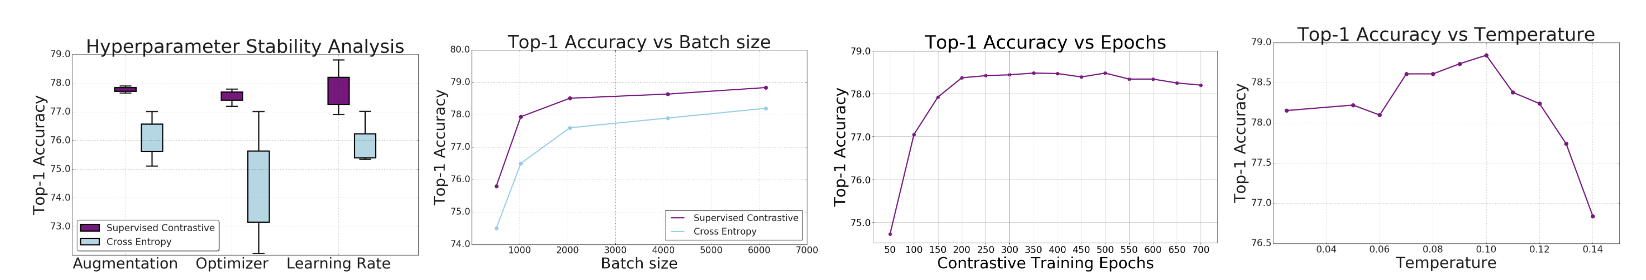 Hyperparameter Stability Analysis
79.0
78.0
77.0
76.0
75.0
74.0
73.0
Top-1 Accuracy
Supervised Contrastive
Cross Entropy
Augmentation Optimizer Learning Rate
Top-1 Accuracy vs Batch size
80.0
79.0
78.0
77.0
76.0
75.0
74.0
Top-1 Accuracy
Supervised Contrastive
Cross Entropy
1000 2000 3000 4000 5000 6000 7000
Batch size
Top-1 Accuracy vs Epochs
79.0
78.0
77.0
76.0
75.0
Top-1 Accuracy
50 100 150 200 250 300 350 400 450 500 550 600 650 700
Contrastive Training Epochs
Top-1 Accuracy vs Temperature
79.0
78.5
78.0
77.5
77.0
76.5
Top-1 Accuracy
0.04 0.06 0.08 0.10 0.12 0.14
Temperature